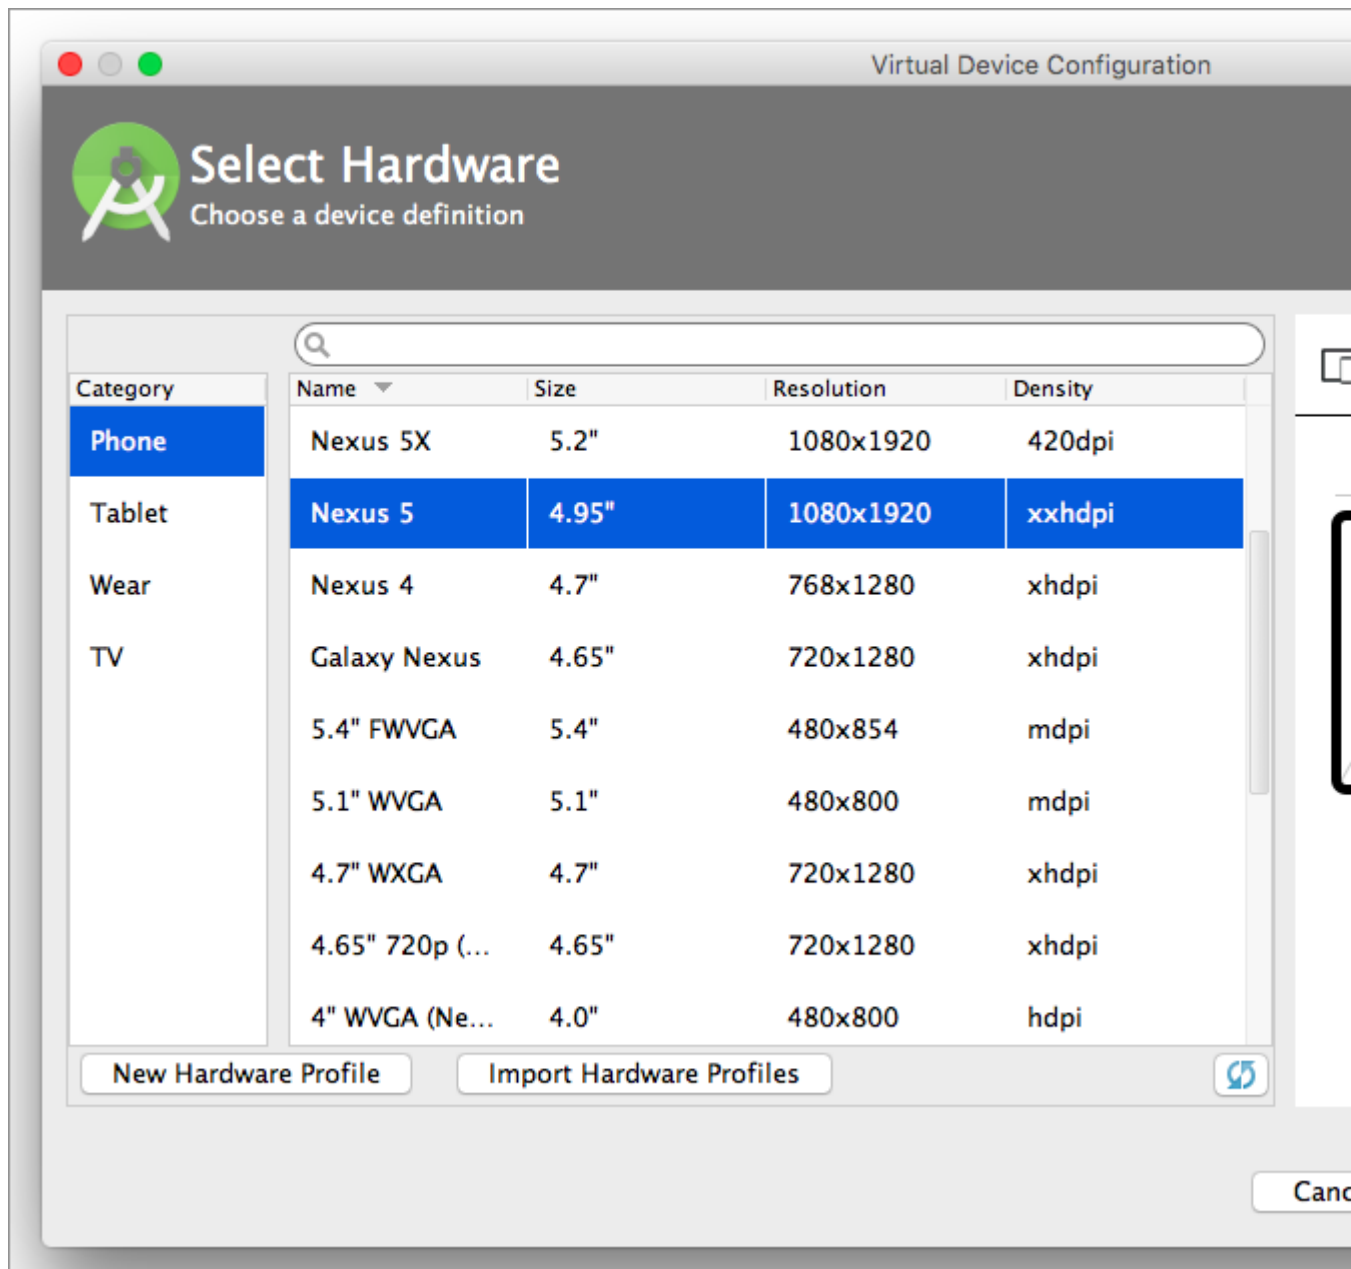 Virtual Device Configuration
Select Hardware
Choose a device definition
Category Name Size Resolution Density
Phone Nexus 5X 5.2" 1080x1920 420dpi
Tablet Nexus 5 4.95" 1080x1920 xxhdpi
Wear Nexus 4 4.7" 768x1280 xhdpi
TV Galaxy Nexus 4.65" 720x1280 xhdpi
5.4" FWVGA 5.4" 480x854 mdpi
5.1" WVGA 5.1" 480x800 mdpi
4.7" WXGA 4.7" 720x1280 xhdpi
4.65" 720p (... 4.65" 720x1280 xhdpi
4" WVGA (Ne... 4.0" 480x800 hdpi
New Hardware Profile Import Hardware Profiles